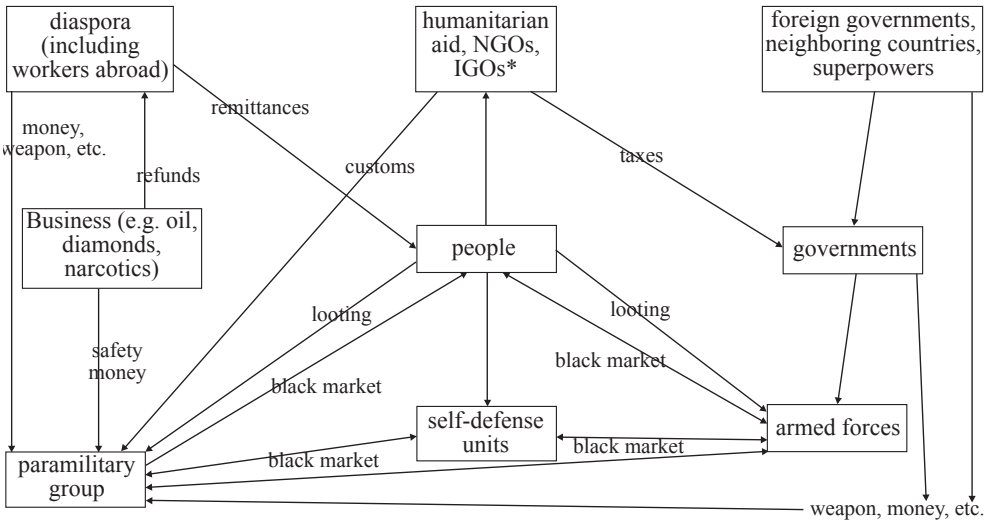 diaspora
(including
workers abroad)
humanitarian
aid, NGOs,
IGOs*
foreign governments,
neighboring countries,
superpowers
remittances
money,
weapon, etc.
customs
taxes
refunds
Business (e.g. oil,
diamonds,
narcotics)
people
governments
looting
looting
safety
money
black market
black market
self-defense
units
armed forces
black market
black market
paramilitary
group
weapon, money, etc.